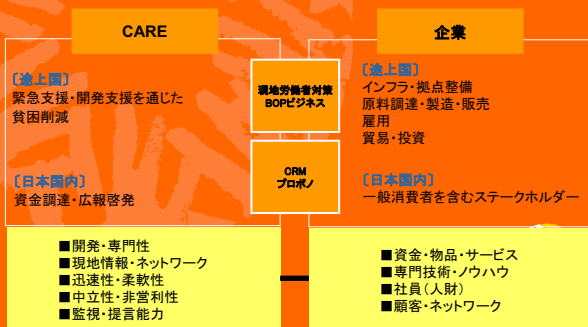 CARE
〔途上国〕
緊急支援・開発支援を通じた
貧困削減
〔日本国内〕
資金調達・広報啓発
現地労働者対策
BOPビジネス
CRM
プロボノ
企業
〔途上国〕
インフラ・拠点整備
原料調達・製造・販売
雇用
貿易・投資
〔日本国内〕
一般消費者を含むステークホルダー
■開発・専門性
■現地情報・ネットワーク
■迅速性・柔軟性
■中立性・非営利性
■監視・提言能力
■資金・物品・サービス
■専門技術・ノウハウ
■社員(人財)
■顧客・ネットワーク